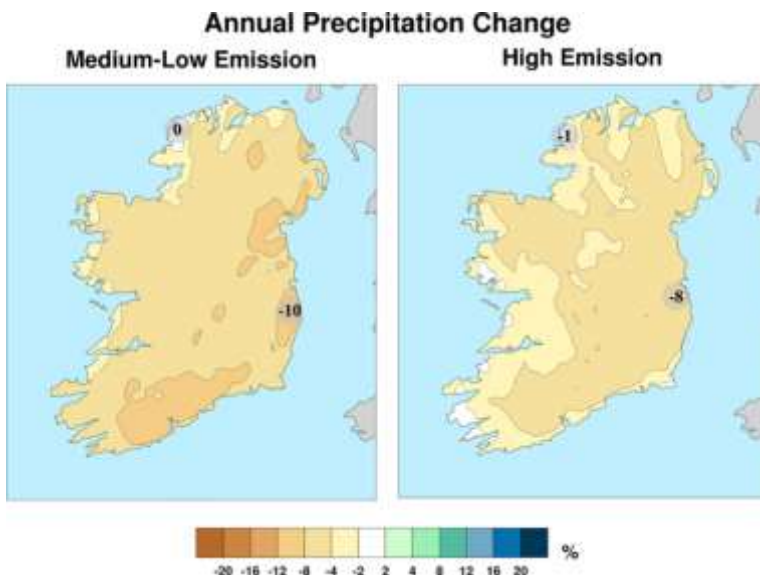 Annual Precipitation Change
Medium-Low Emission
High Emission
0
-1
-10
-8
-20 -16 -12 -8 -4 -2 2 4 8 12 16 20 %